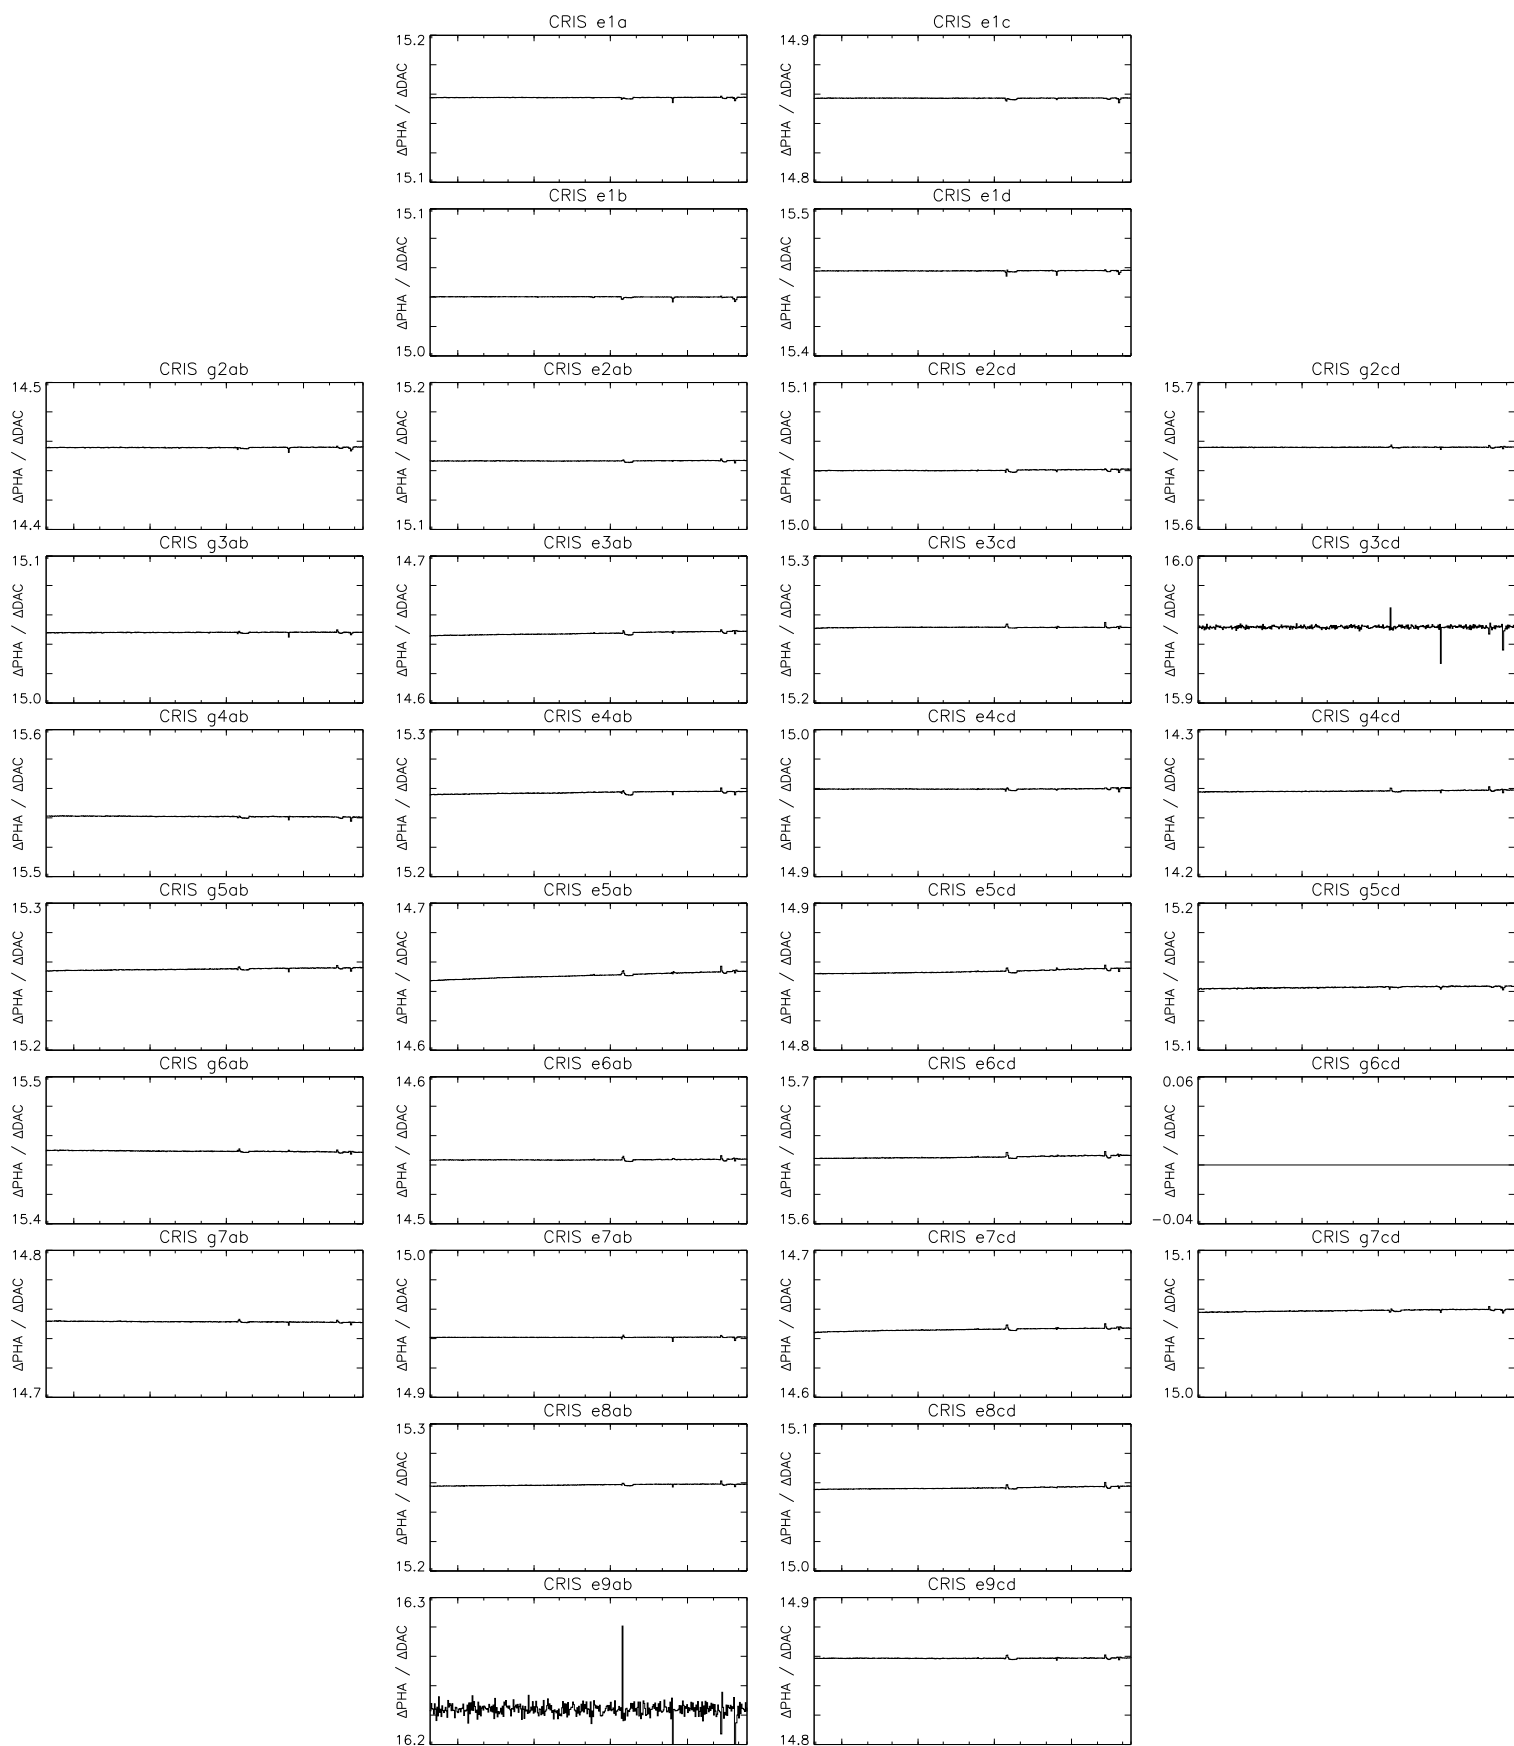 CRIS e1a CRIS e1c
15.2 14.9
ΔPHA / ΔDAC ΔPHA / ΔDAC
15.1 14.8
CRIS e1b CRIS e1d
15.1 15.5
ΔPHA / ΔDAC ΔPHA / ΔDAC
15.0 15.4
CRIS g2ab CRIS e2ab CRIS e2cd CRIS g2cd
14.5 15.2 15.1 15.7
ΔPHA / ΔDAC ΔPHA / ΔDAC ΔPHA / ΔDAC ΔPHA / ΔDAC
14.4 15.1 15.0 15.6
CRIS g3ab CRIS e3ab CRIS e3cd CRIS g3cd
15.1 14.7 15.3 16.0
ΔPHA / ΔDAC ΔPHA / ΔDAC ΔPHA / ΔDAC ΔPHA / ΔDAC
15.0 14.6 15.2 15.9
CRIS g4ab CRIS e4ab CRIS e4cd CRIS g4cd
15.6 15.3 15.0 14.3
ΔPHA / ΔDAC ΔPHA / ΔDAC ΔPHA / ΔDAC ΔPHA / ΔDAC
15.5 15.2 14.9 14.2
CRIS g5ab CRIS e5ab CRIS e5cd CRIS g5cd
15.3 14.7 14.9 15.2
ΔPHA / ΔDAC ΔPHA / ΔDAC ΔPHA / ΔDAC ΔPHA / ΔDAC
15.2 14.6 14.8 15.1
CRIS g6ab CRIS e6ab CRIS e6cd CRIS g6cd
15.5 14.6 15.7 0.06
ΔPHA / ΔDAC ΔPHA / ΔDAC ΔPHA / ΔDAC ΔPHA / ΔDAC
15.4 14.5 15.6 −0.04
CRIS g7ab CRIS e7ab CRIS e7cd CRIS g7cd
14.8 15.0 14.7 15.1
ΔPHA / ΔDAC ΔPHA / ΔDAC ΔPHA / ΔDAC ΔPHA / ΔDAC
14.7 14.9 14.6 15.0
CRIS e8ab CRIS e8cd
15.3 15.1
ΔPHA / ΔDAC ΔPHA / ΔDAC
15.2 15.0
CRIS e9ab CRIS e9cd
16.3 14.9
ΔPHA / ΔDAC ΔPHA / ΔDAC
16.2 14.8